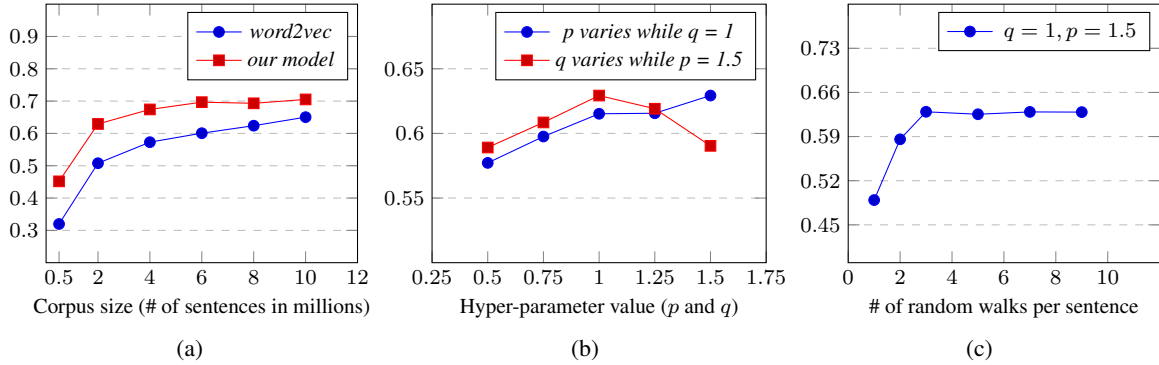 0.9
0.8
0.7
0.6
0.5
0.4
0.3
0.5 2 4 6 8 10 12
word2vec
our model
Corpus size (# of sentences in millions)
(a)
0.65
0.6
0.55
0.25 0.5 0.75 1 1.25 1.5 1.75
p varies while q = 1
q varies while p = 1.5
Hyper-parameter value (p and q)
(b)
0.73
0.66
0.59
0.52
0.45
0 2 4 6 8 10
q = 1, p = 1.5
# of random walks per sentence
(c)